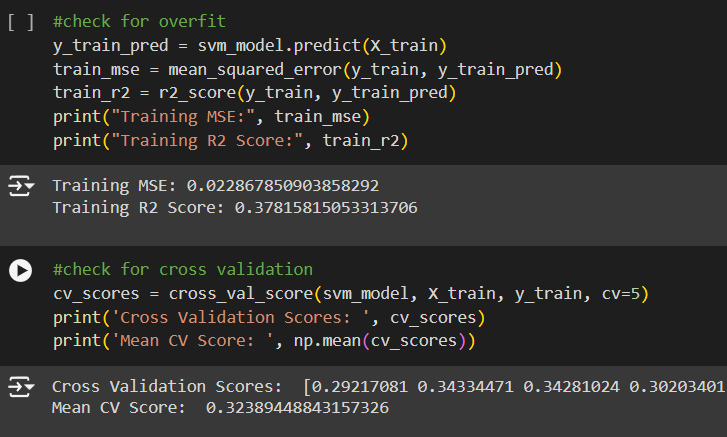 [ ] #check for overfit
y_train_pred = svm_model.predict(X_train)
train_mse = mean_squared_error(y_train, y_train_pred)
train_r2 = r2_score(y_train, y_train_pred)
print("Training MSE:", train_mse)
print("Training R2 Score:", train_r2)
Training MSE: 0.022867850903858292
Training R2 Score: 0.37815815053313706
#check for cross validation
cv_scores = cross_val_score(svm_model, X_train, y_train, cv=5)
print('Cross Validation Scores: ', cv_scores)
print('Mean CV Score: ', np.mean(cv_scores))
Cross Validation Scores:  [0.29217081 0.34334471 0.34281024 0.30203401
Mean CV Score:  0.32389448843157326